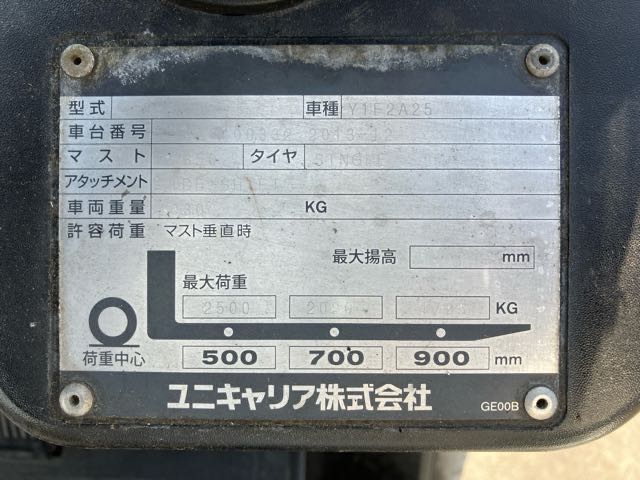 型式 車種 Y1F2A25
車台番号
マスト タイヤ SINGLE
アタッチメント
車両重量 KG
許容荷重 マスト垂直時
最大揚高 mm
最大荷重
2500 KG
荷重中心 500 700 900 mm
ユニキャリア株式会社 GE00B